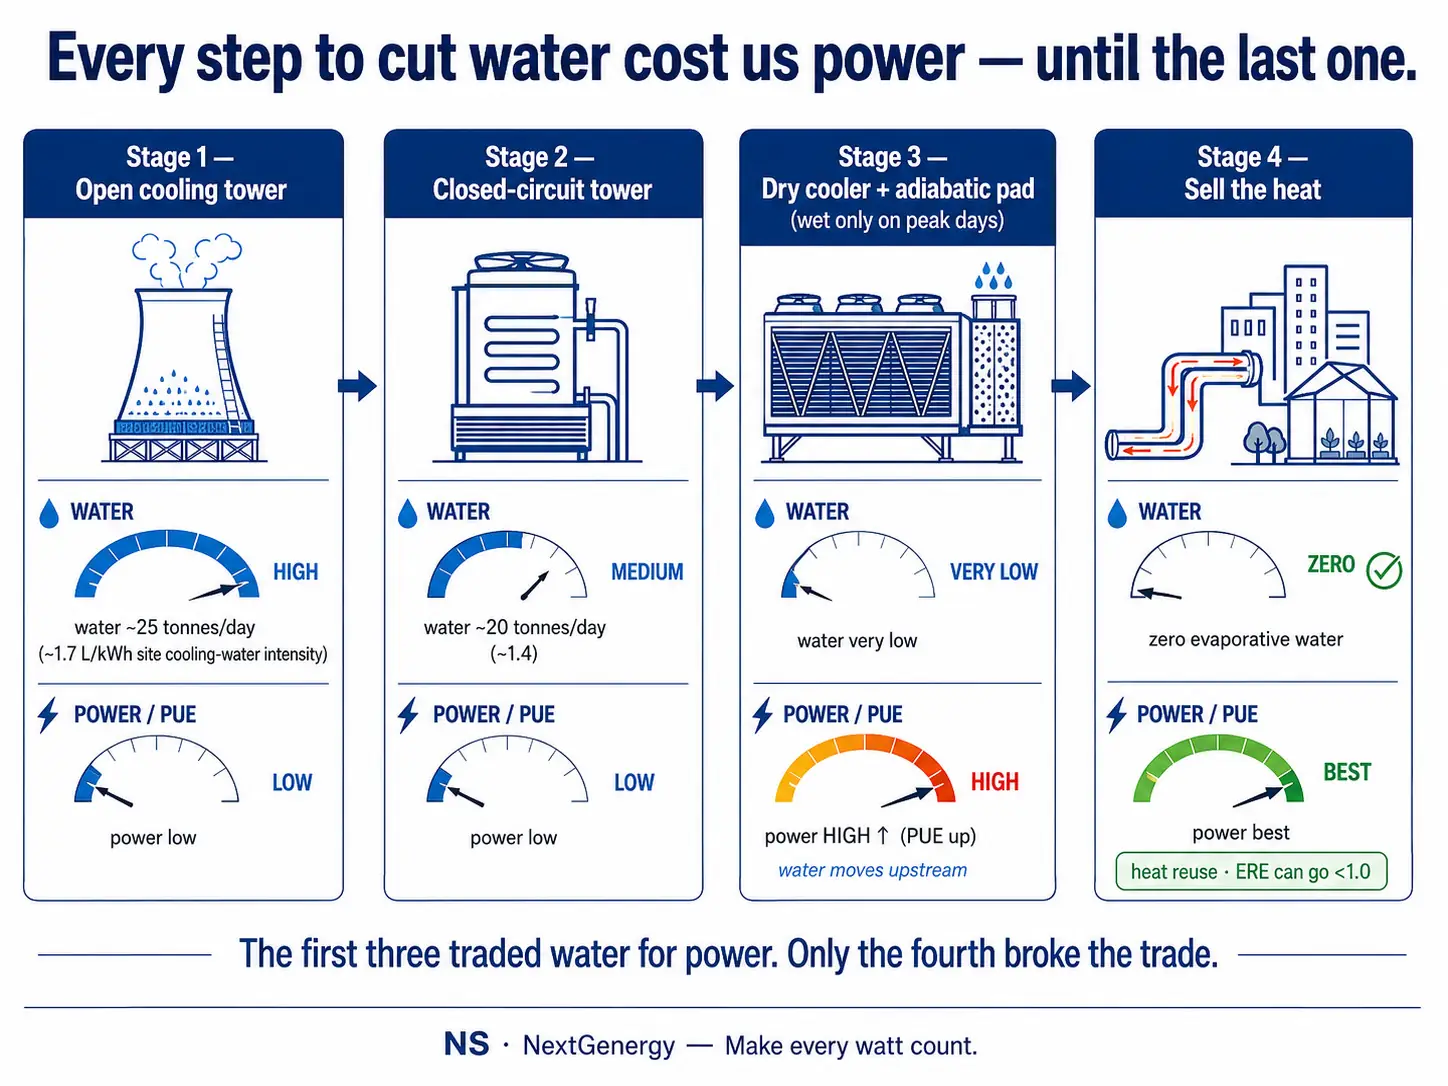 Every step to cut water cost us power — until the last one.
Stage 1 —
Open cooling tower
WATER
HIGH
water ~25 tonnes/day
(~1.7 L/kWh site cooling-water intensity)
POWER / PUE
LOW
power low
Stage 2 —
Closed-circuit tower
WATER
MEDIUM
water ~20 tonnes/day
(~1.4)
POWER / PUE
LOW
power low
Stage 3 —
Dry cooler + adiabatic pad
(wet only on peak days)
WATER
VERY LOW
water very low
POWER / PUE
HIGH
power HIGH ↑ (PUE up)
water moves upstream
Stage 4 —
Sell the heat
WATER
ZERO
zero evaporative water
POWER / PUE
BEST
power best
heat reuse · ERE can go <1.0
The first three traded water for power. Only the fourth broke the trade.
NS · NextGenergy — Make every watt count.